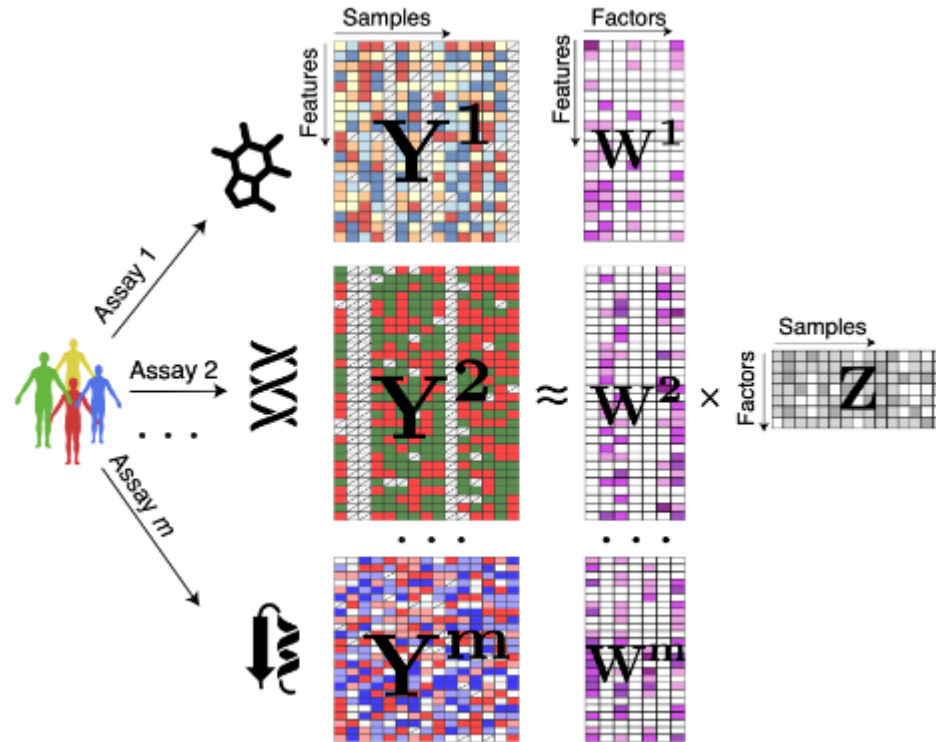 Samples
Features
Y¹
Factors
Features
W¹
Assay 1
Assay 2
. . .
Assay m
Y²
≈
W²
×
Samples
Factors
Z
. . .
. . .
Yᵐ
Wᵐ